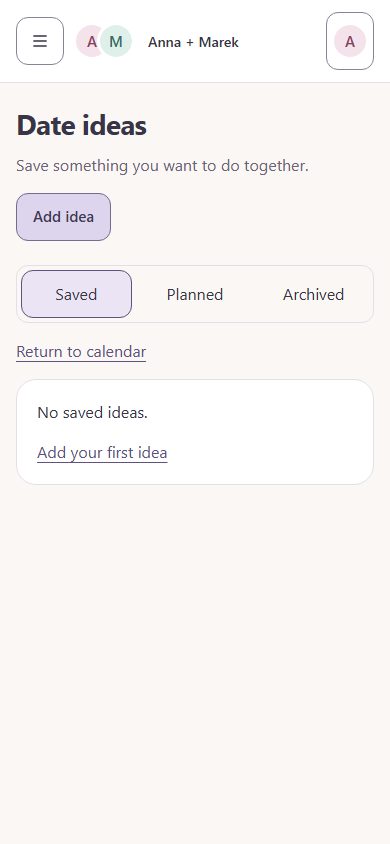 A M Anna + Marek A
Date ideas
Save something you want to do together.
Add idea
Saved Planned Archived
Return to calendar
No saved ideas.
Add your first idea